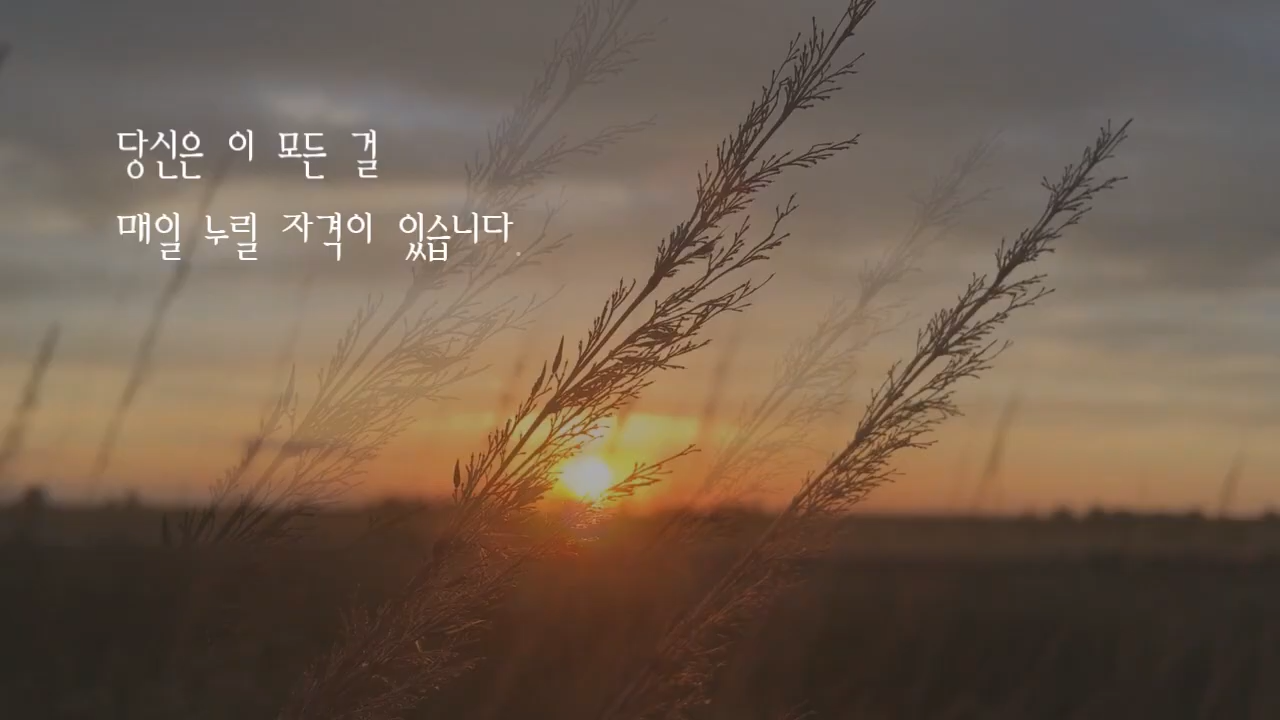 당신은 이 모든 걸
매일 누릴 자격이 있습니다.